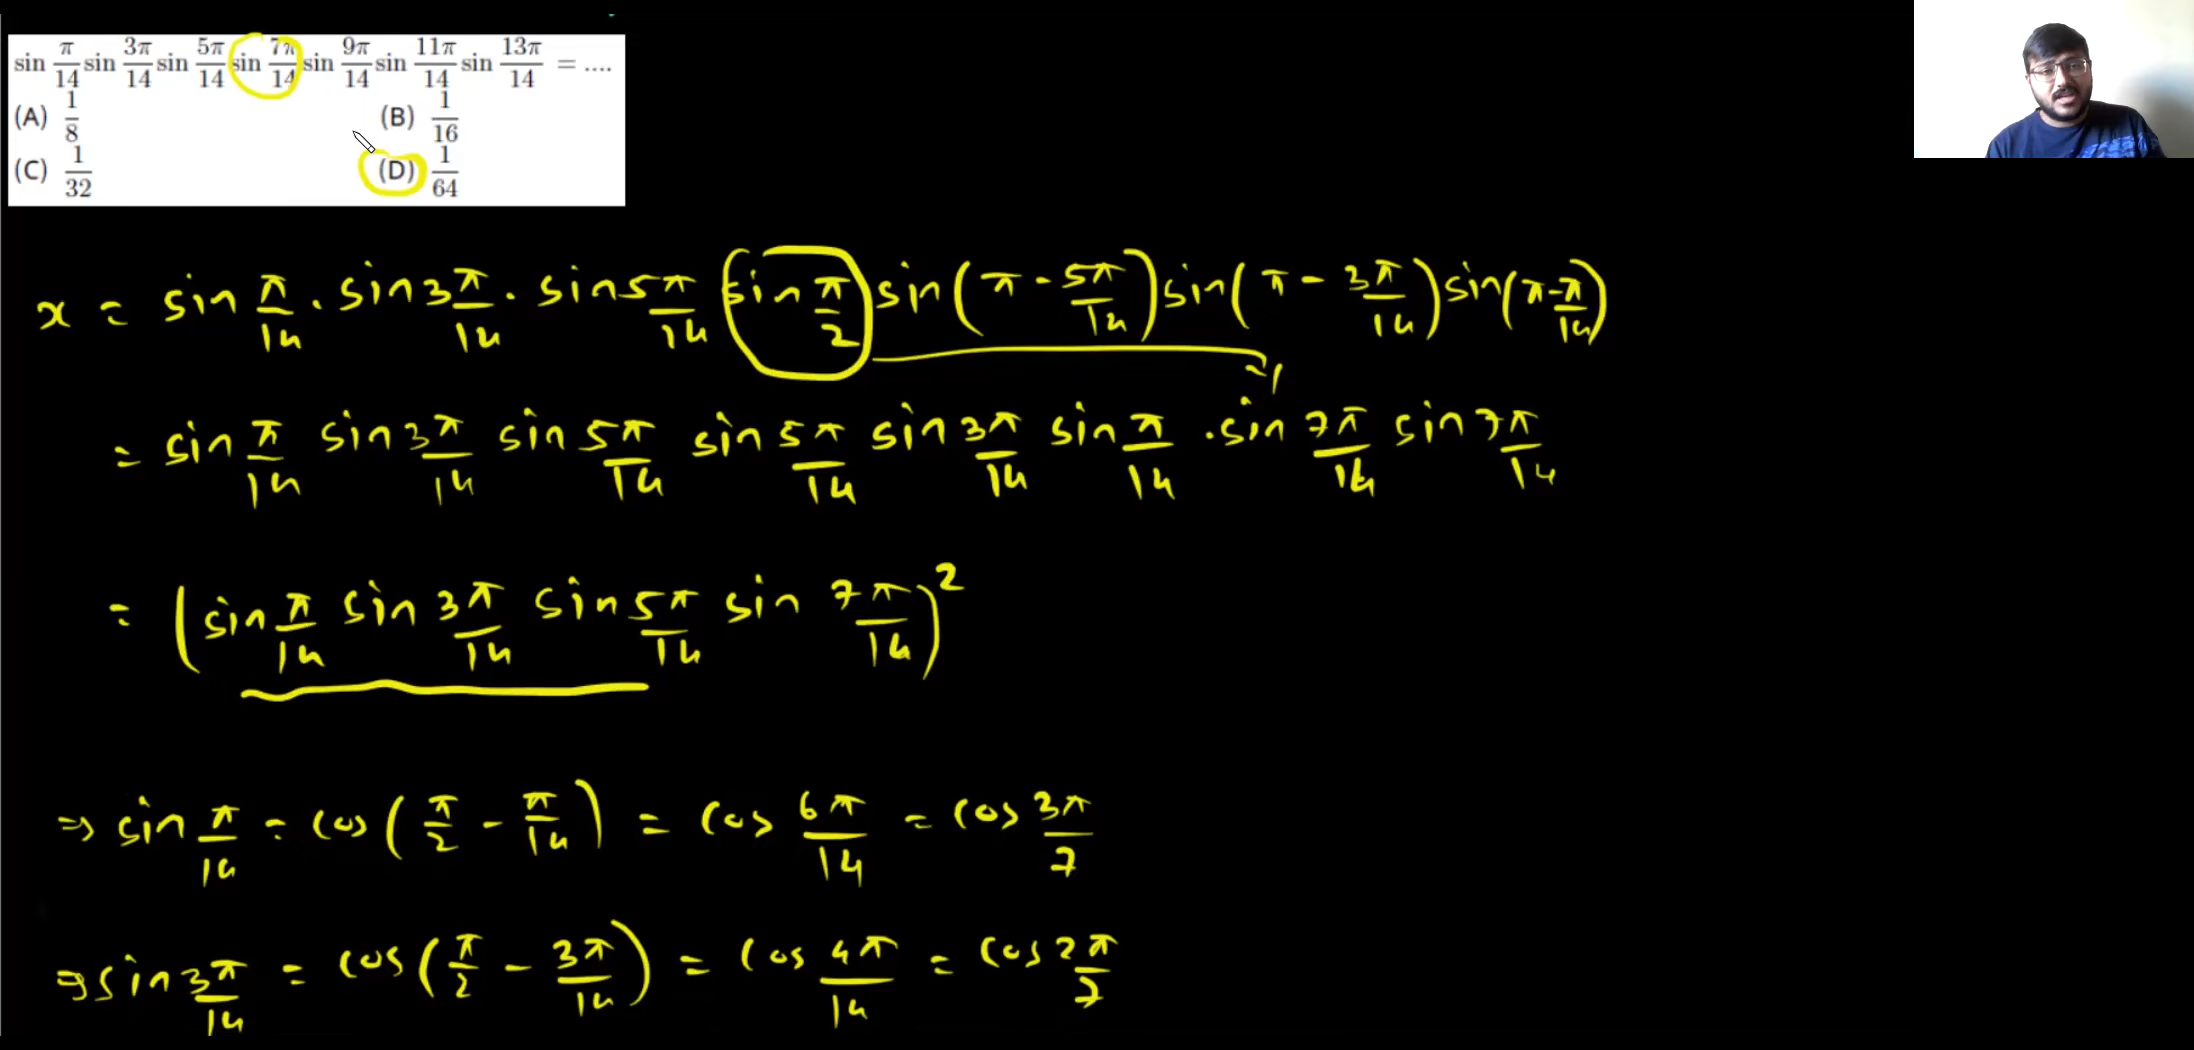 sin π/14 sin 3π/14 sin 5π/14 sin 7π/14 sin 9π/14 sin 11π/14 sin 13π/14 = ....
(A) 1/8 (B) 1/16
(C) 1/32 (D) 1/64
x = sin π/14 . sin 3π/14 . sin 5π/14 sin π/2 sin(π - 5π/14) sin(π - 3π/14) sin(π - π/14)
=1
= sin π/14 sin 3π/14 sin 5π/14 sin 5π/14 sin 3π/14 sin π/14 . sin 7π/14 sin 7π/14
= (sin π/14 sin 3π/14 sin 5π/14 sin 7π/14)²
⇒ sin π/14 = cos(π/2 - π/14) = cos 6π/14 = cos 3π/7
⇒ sin 3π/14 = cos(π/2 - 3π/14) = cos 4π/14 = cos 2π/7